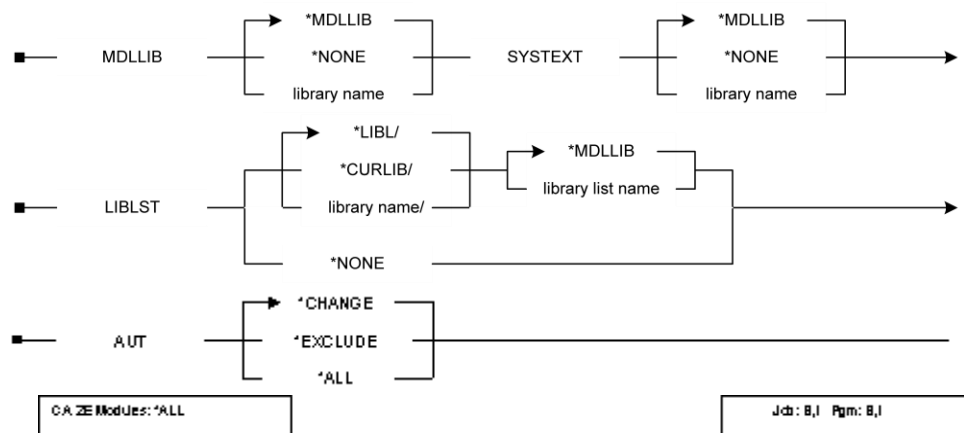 *MDLLIB *MDLLIB
MDLLIB *NONE SYSTEXT *NONE
library name library name
*LIBL/
*MDLLIB
*CURLIB/
library list name
LIBLST library name/
*NONE
*CHANGE
AUT *EXCLUDE
*ALL
CA 2E Modules: *ALL Job: B,I Pgm: B,I